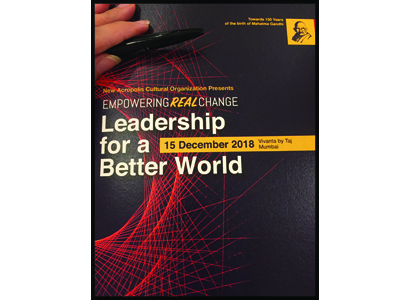 Towards 150 Years
of the birth of Mahatma Gandhi
New Acropolis Cultural Organization Presents
EMPOWERING REAL CHANGE
Leadership
for a
15 December 2018
Vivanta by Taj
Mumbai
Better World